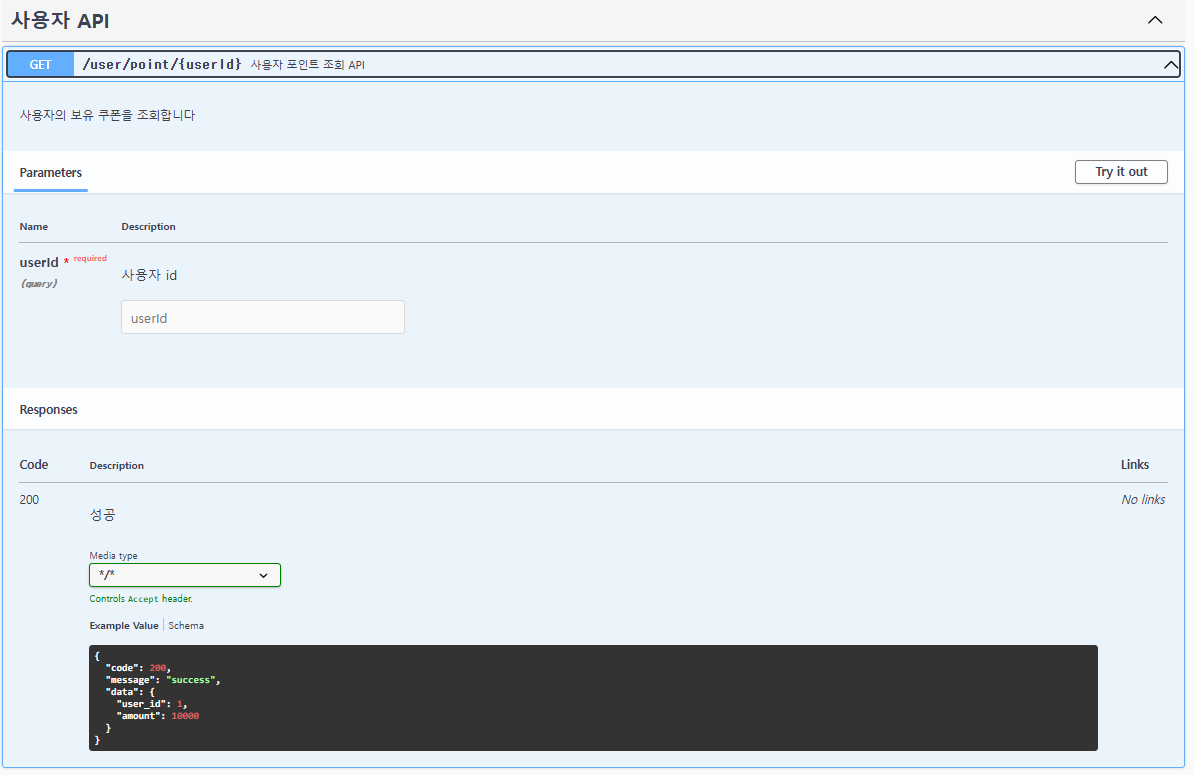 사용자 API
GET /user/point/{userId} 사용자 포인트 조회 API
사용자의 보유 쿠폰을 조회합니다
Parameters
Try it out
Name Description
userId * required
(query)
사용자 id
userId
Responses
Code Description Links
200
성공
No links
Media type
*/*
Controls Accept header.
Example Value Schema
{
"code": 200,
"message": "success",
"data": {
"user_id": 1,
"amount": 10000
}
}